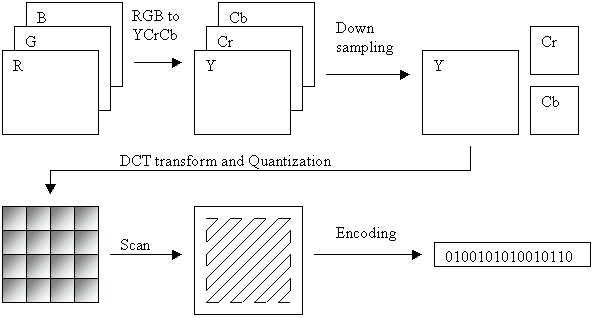 B
G
R
RGB to
YCrCb
Cb
Cr
Y
Down
sampling
Y
Cr
Cb
DCT transform and Quantization
Scan
Encoding
0100101010010110